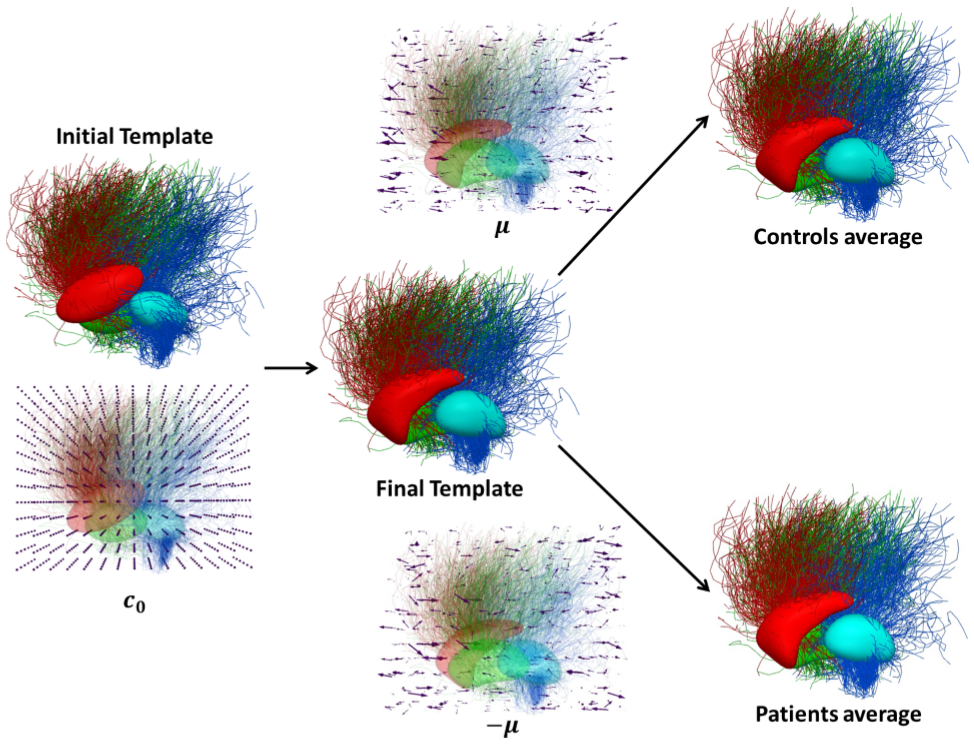 Initial Template
μ
Controls average
Final Template
c₀
−μ
Patients average